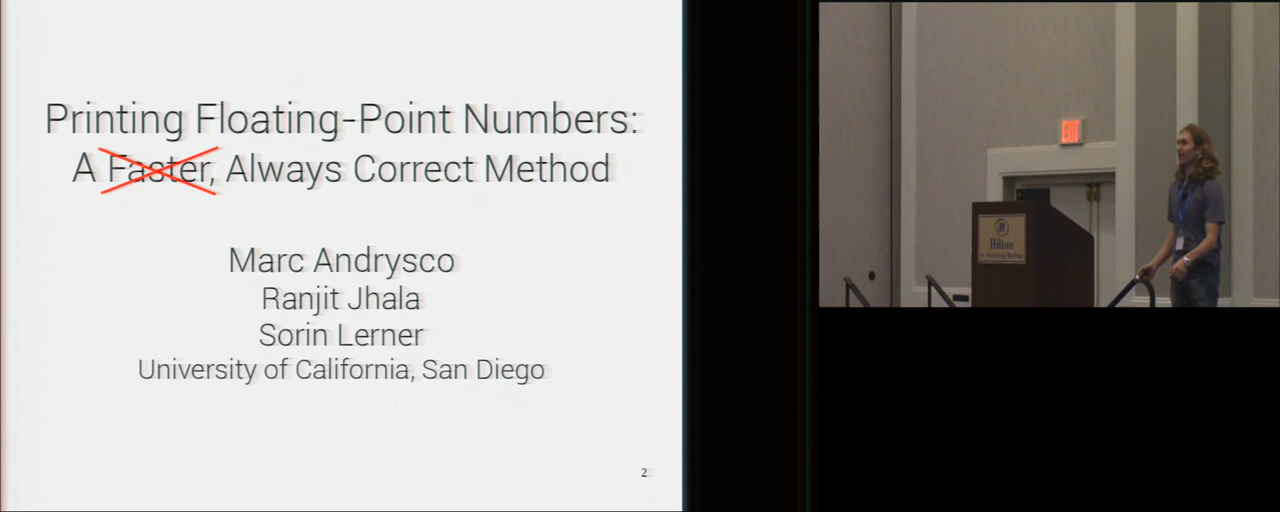 Printing Floating-Point Numbers:
A Faster, Always Correct Method
Marc Andrysco
Ranjit Jhala
Sorin Lerner
University of California, San Diego
2
Hilton